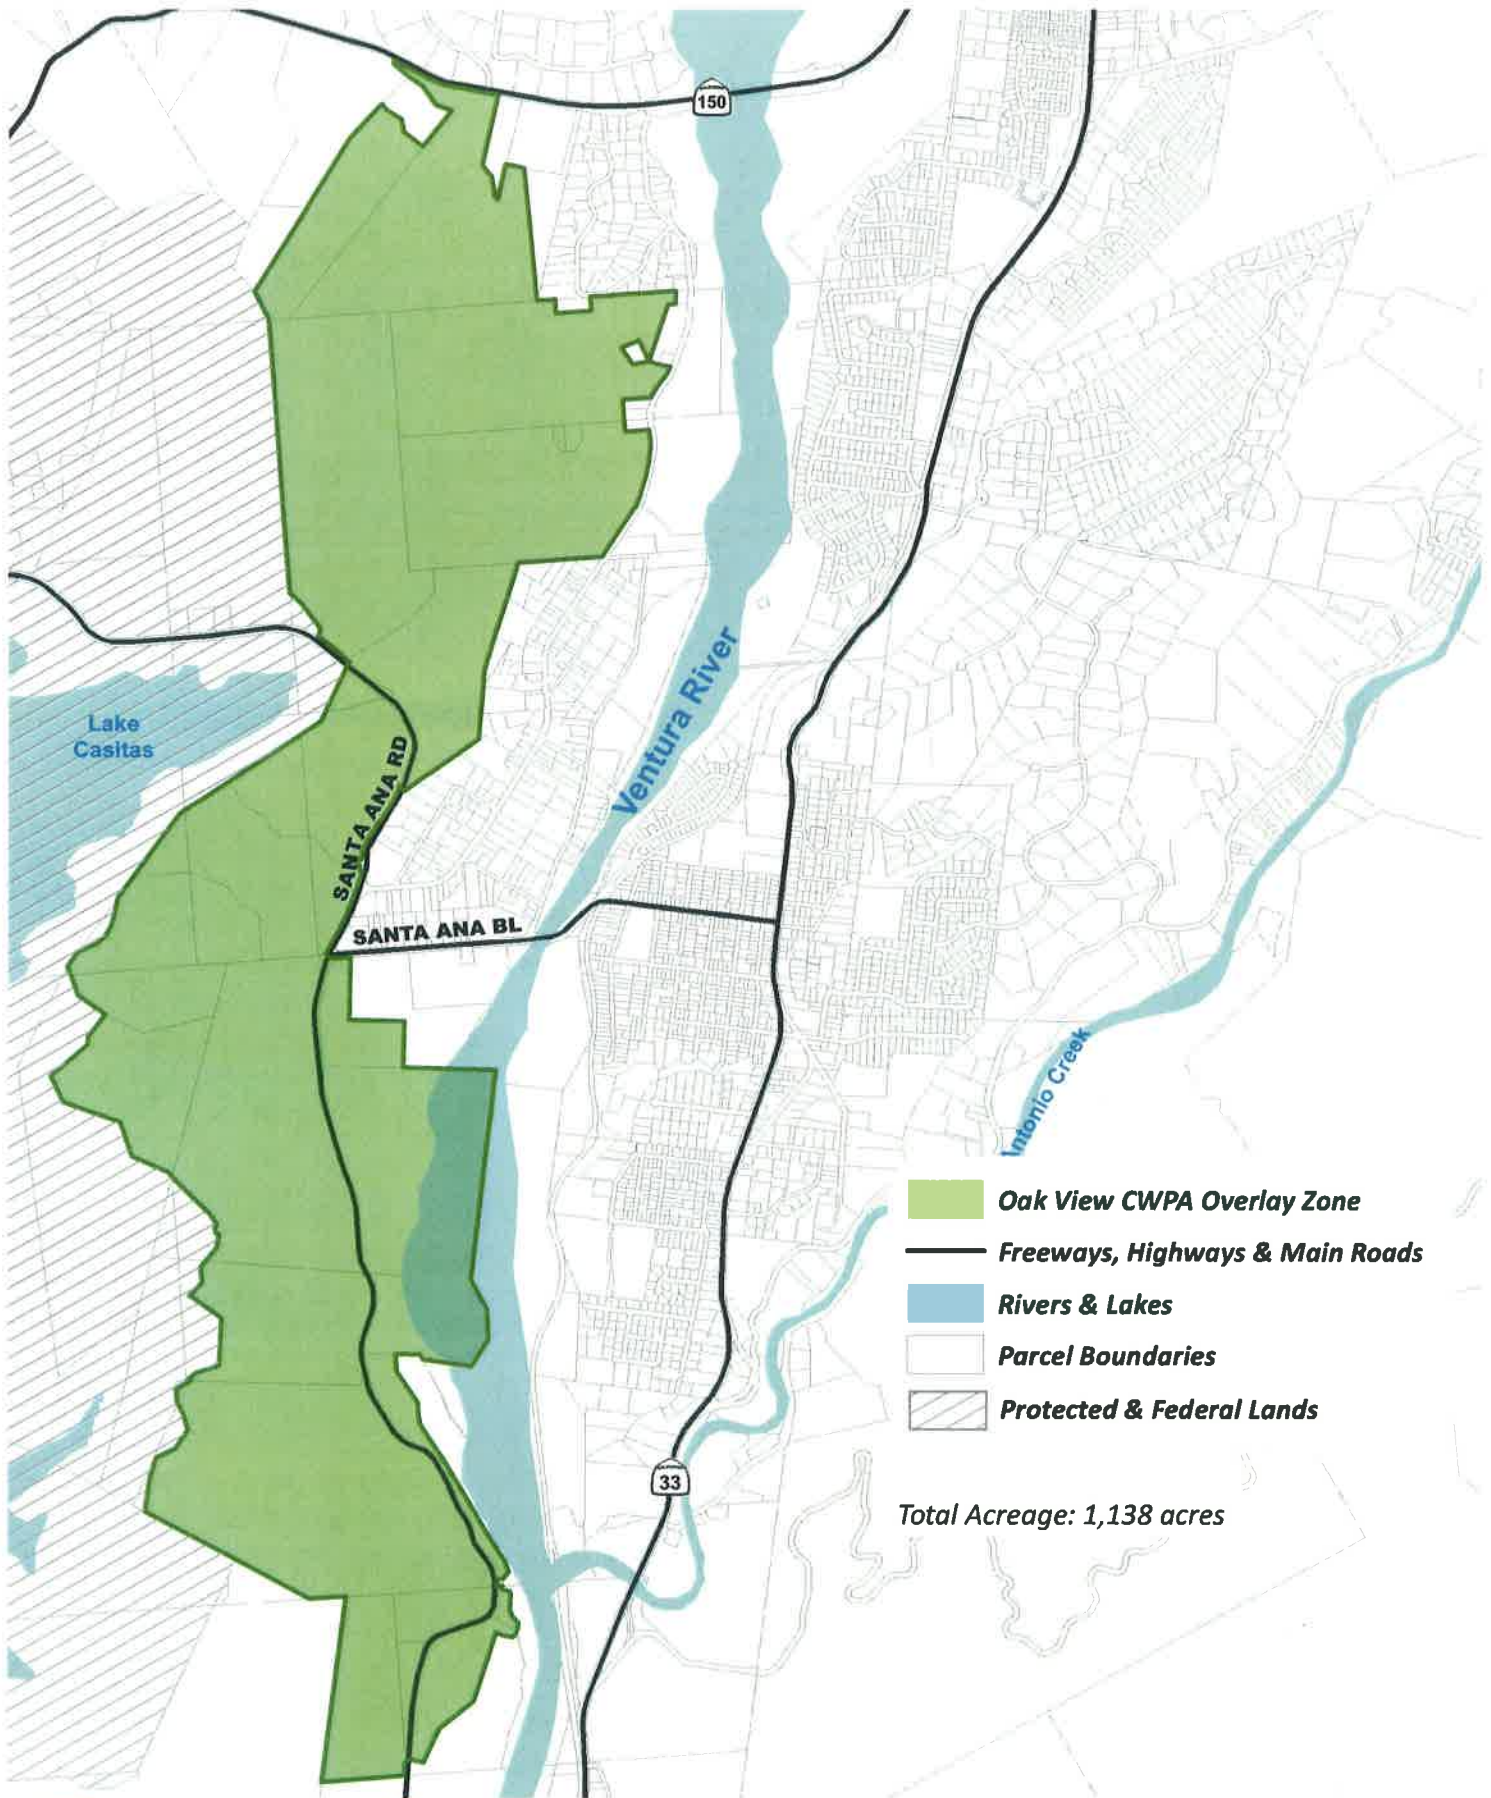 150
Lake
Casitas
Ventura River
SANTA ANA RD
SANTA ANA BL
Antonio Creek
Oak View CWPA Overlay Zone
Freeways, Highways & Main Roads
Rivers & Lakes
Parcel Boundaries
Protected & Federal Lands
33
Total Acreage: 1,138 acres